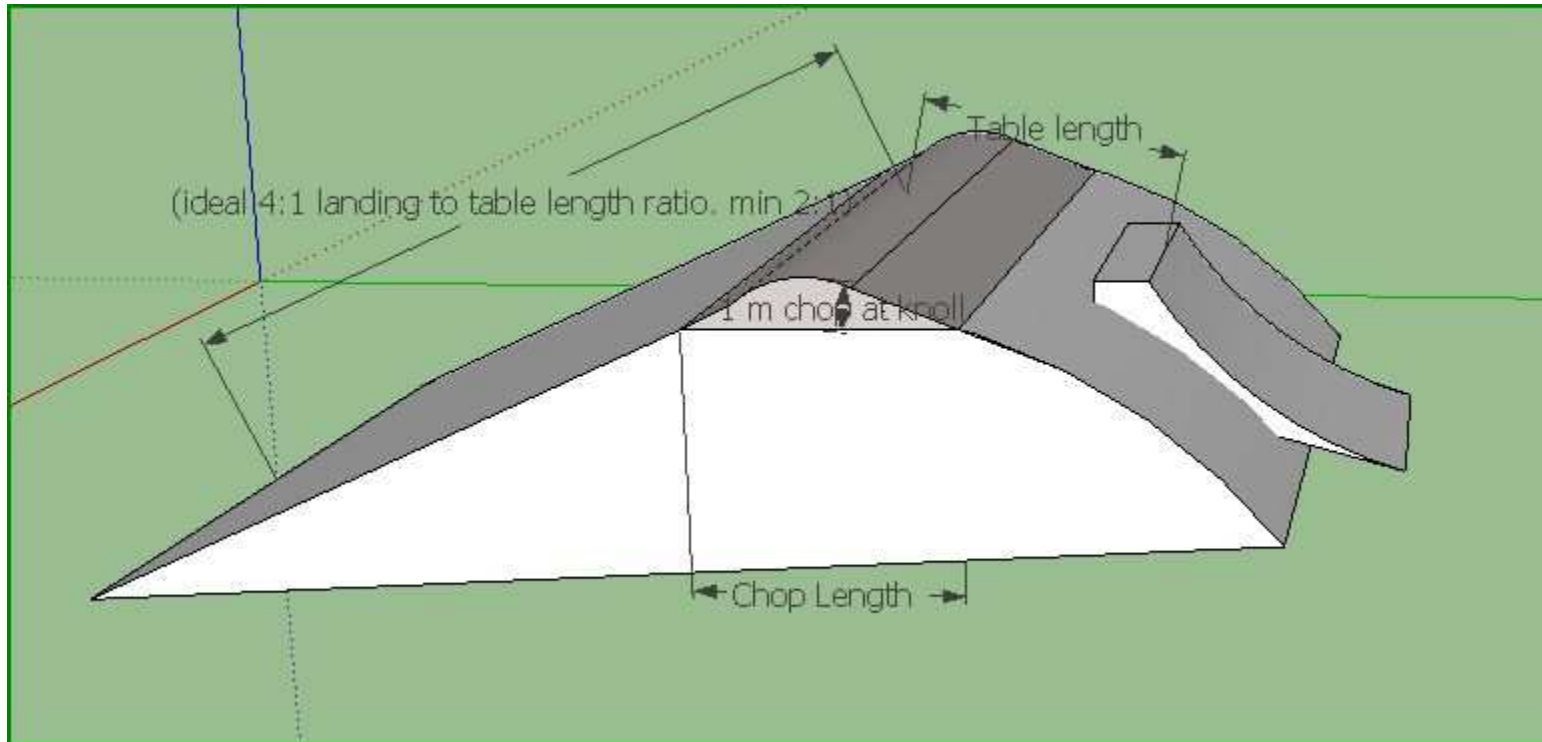 Table length
(ideal 4:1 landing to table length ratio. min 2:1)
1 m chop at knoll
Chop Length